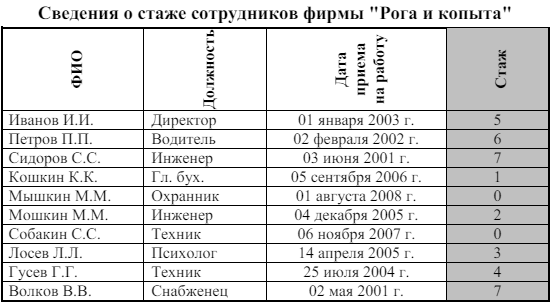 Сведения о стаже сотрудников фирмы "Рога и копыта"
ФИО Должность Дата приема на работу Стаж
Иванов И.И. Директор 01 января 2003 г. 5
Петров П.П. Водитель 02 февраля 2002 г. 6
Сидоров С.С. Инженер 03 июня 2001 г. 7
Кошкин К.К. Гл. бух. 05 сентября 2006 г. 1
Мышкин М.М. Охранник 01 августа 2008 г. 0
Мошкин М.М. Инженер 04 декабря 2005 г. 2
Собакин С.С. Техник 06 ноября 2007 г. 0
Лосев Л.Л. Психолог 14 апреля 2005 г. 3
Гусев Г.Г. Техник 25 июля 2004 г. 4
Волков В.В. Снабженец 02 мая 2001 г. 7